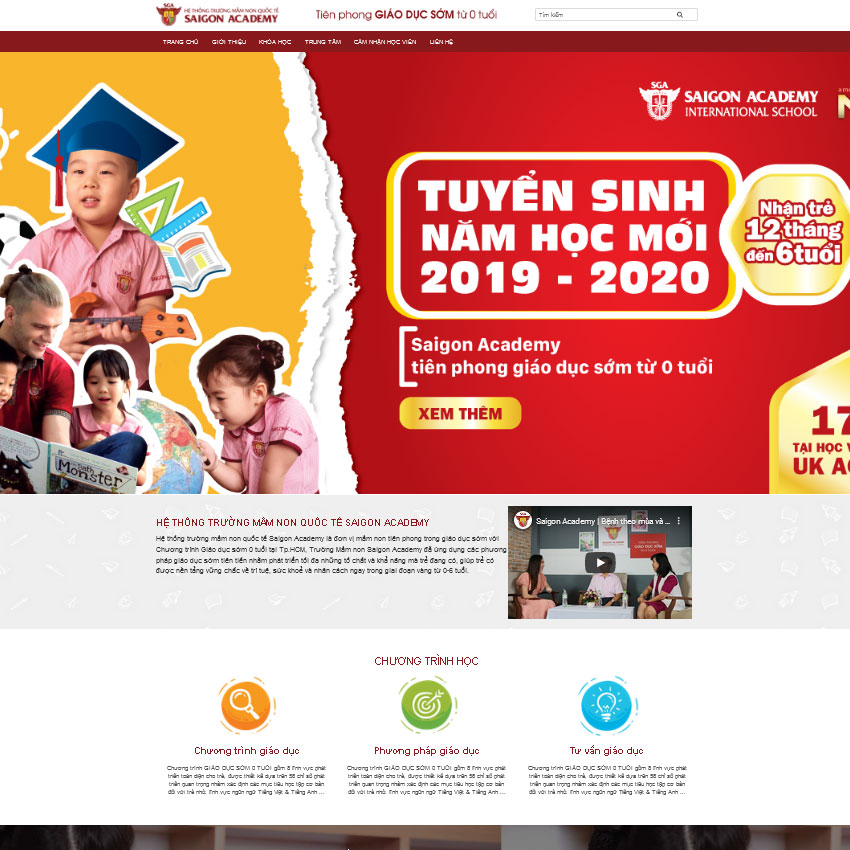 SGA
HỆ THỐNG TRƯỜNG MẦM NON QUỐC TẾ
SAIGON ACADEMY
Tiên phong GIÁO DỤC SỚM từ 0 tuổi
Tìm kiếm
TRANG CHỦ GIỚI THIỆU KHÓA HỌC TRUNG TÂM CẢM NHẬN HỌC VIÊN LIÊN HỆ
SGA
SAIGON ACADEMY
INTERNATIONAL SCHOOL
TUYỂN SINH
NĂM HỌC MỚI
2019 - 2020
Nhận trẻ
12 tháng
đến 6 tuổi
Saigon Academy
tiên phong giáo dục sớm từ 0 tuổi
XEM THÊM
17
TẠI HỌC V
UK A
Monster
HỆ THỐNG TRƯỜNG MẦM NON QUỐC TẾ SAIGON ACADEMY
Hệ thống trường mầm non quốc tế Saigon Academy là đơn vị mầm non tiên phong trong giáo dục sớm với
Chương trình Giáo dục sớm 0 tuổi tại Tp.HCM, Trường Mầm non Saigon Academy đã ứng dụng các phương
pháp giáo dục sớm tiên tiến nhằm phát triển tối đa những tố chất và khả năng mà trẻ đang có, giúp trẻ có
được nền tảng vững chắc về trí tuệ, sức khoẻ và nhân cách ngay trong giai đoạn vàng từ 0-6 tuổi.
Saigon Academy | Bệnh theo mùa và ...
GIÁO DỤC SỚM
CHƯƠNG TRÌNH HỌC
Chương trình giáo dục
Chương trình GIÁO DỤC SỚM 0 TUỔI gồm 8 lĩnh vực phát
triển toàn diện cho trẻ, được thiết kế dựa trên 56 chỉ số phát
triển quan trọng nhằm xác định các mục tiêu học tập cơ bản
đối với trẻ nhỏ. lĩnh vực ngôn ngữ Tiếng Việt & Tiếng Anh ...
Phương pháp giáo dục
Chương trình GIÁO DỤC SỚM 0 TUỔI gồm 8 lĩnh vực phát
triển toàn diện cho trẻ, được thiết kế dựa trên 56 chỉ số phát
triển quan trọng nhằm xác định các mục tiêu học tập cơ bản
đối với trẻ nhỏ. lĩnh vực ngôn ngữ Tiếng Việt & Tiếng Anh ...
Tư vấn giáo dục
Chương trình GIÁO DỤC SỚM 0 TUỔI gồm 8 lĩnh vực phát
triển toàn diện cho trẻ, được thiết kế dựa trên 56 chỉ số phát
triển quan trọng nhằm xác định các mục tiêu học tập cơ bản
đối với trẻ nhỏ. lĩnh vực ngôn ngữ Tiếng Việt & Tiếng Anh ...